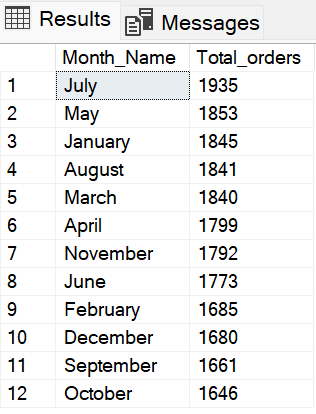 Results Messages
Month_Name Total_orders
1 July 1935
2 May 1853
3 January 1845
4 August 1841
5 March 1840
6 April 1799
7 November 1792
8 June 1773
9 February 1685
10 December 1680
11 September 1661
12 October 1646